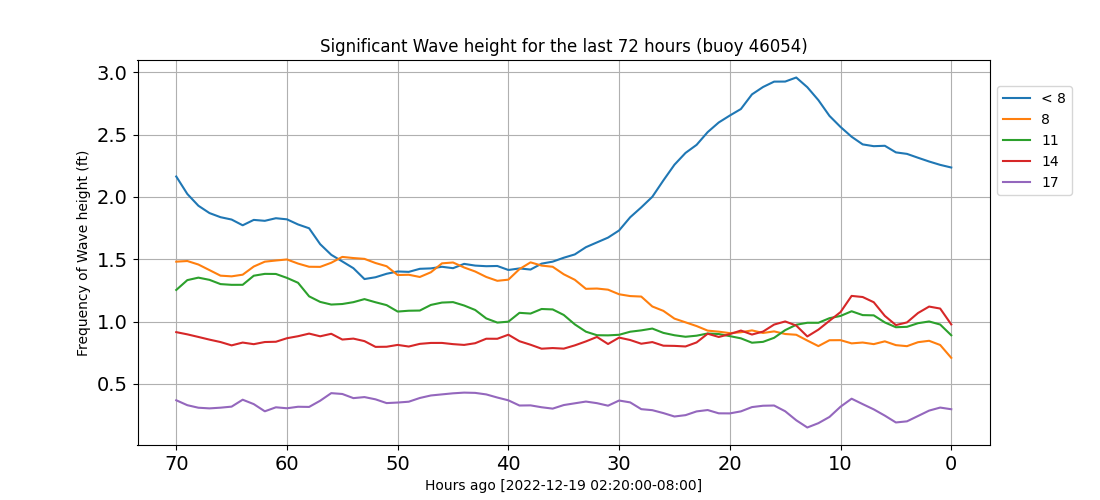 Significant Wave height for the last 72 hours (buoy 46054)
Frequency of Wave height (ft)
3.0
2.5
2.0
1.5
1.0
0.5
70 60 50 40 30 20 10 0
Hours ago [2022-12-19 02:20:00-08:00]
< 8
8
11
14
17